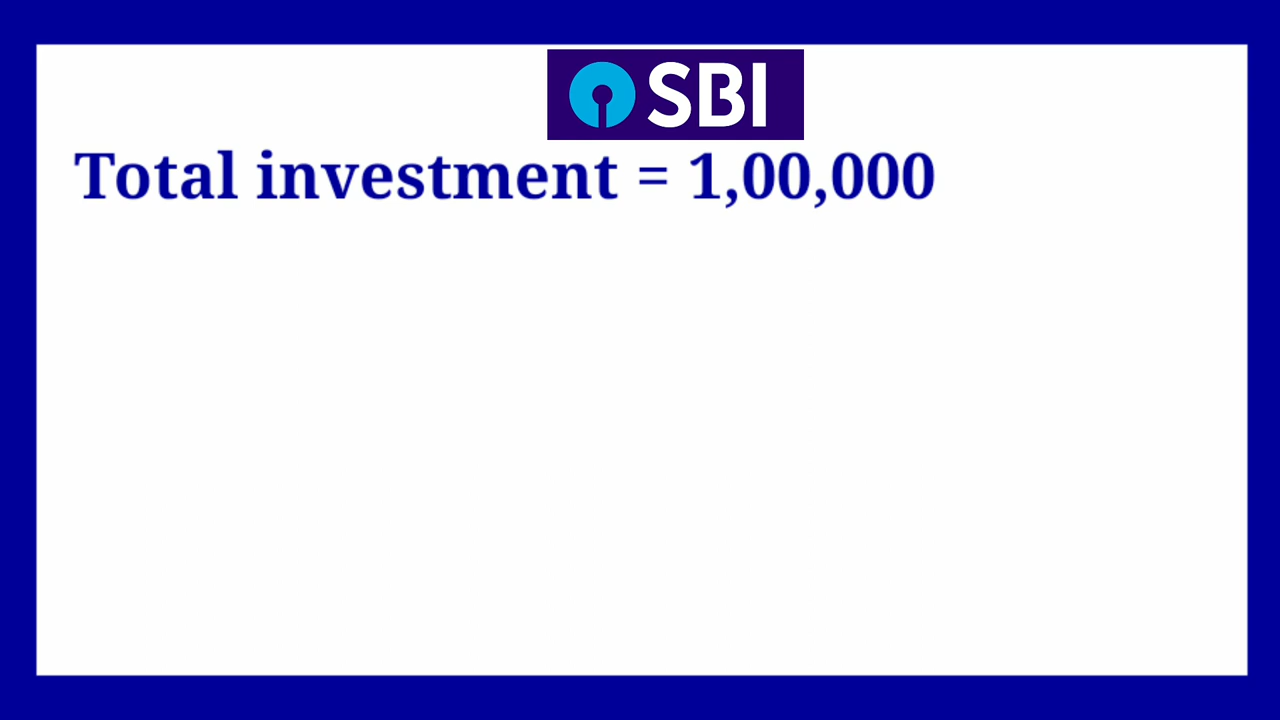 SBI
Total investment = 1,00,000